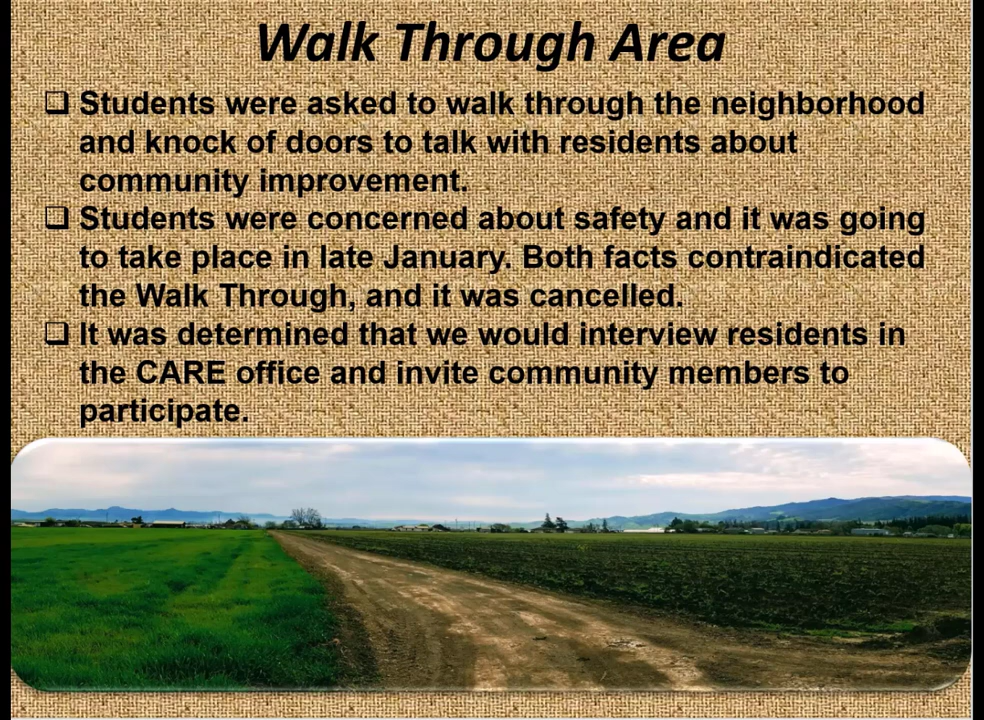 Walk Through Area
❑ Students were asked to walk through the neighborhood
and knock of doors to talk with residents about
community improvement.
❑ Students were concerned about safety and it was going
to take place in late January. Both facts contraindicated
the Walk Through, and it was cancelled.
❑ It was determined that we would interview residents in
the CARE office and invite community members to
participate.